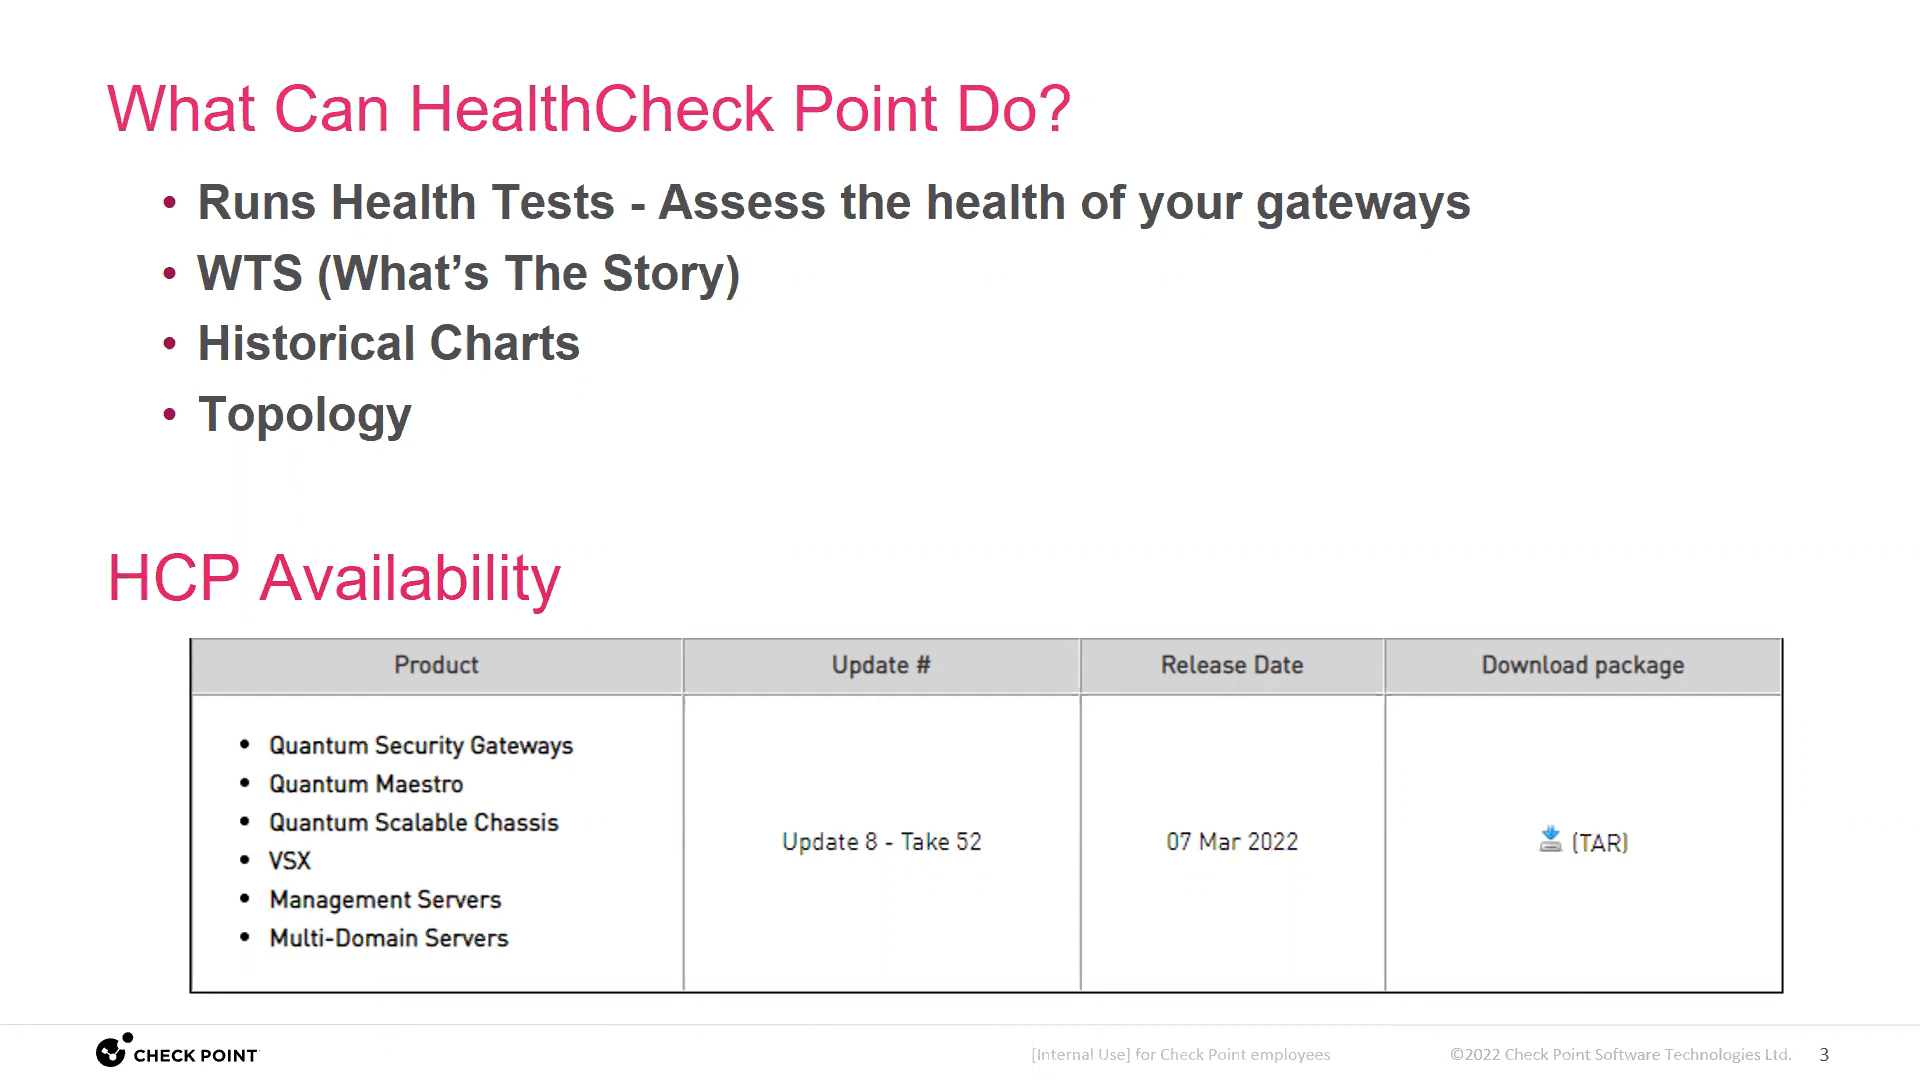 What Can HealthCheck Point Do?
• Runs Health Tests - Assess the health of your gateways
• WTS (What’s The Story)
• Historical Charts
• Topology
HCP Availability
Product Update # Release Date Download package
• Quantum Security Gateways
• Quantum Maestro
• Quantum Scalable Chassis
• VSX
• Management Servers
• Multi-Domain Servers
Update 8 - Take 52
07 Mar 2022
(TAR)
CHECK POINT
[Internal Use] for Check Point employees
©2022 Check Point Software Technologies Ltd.
3